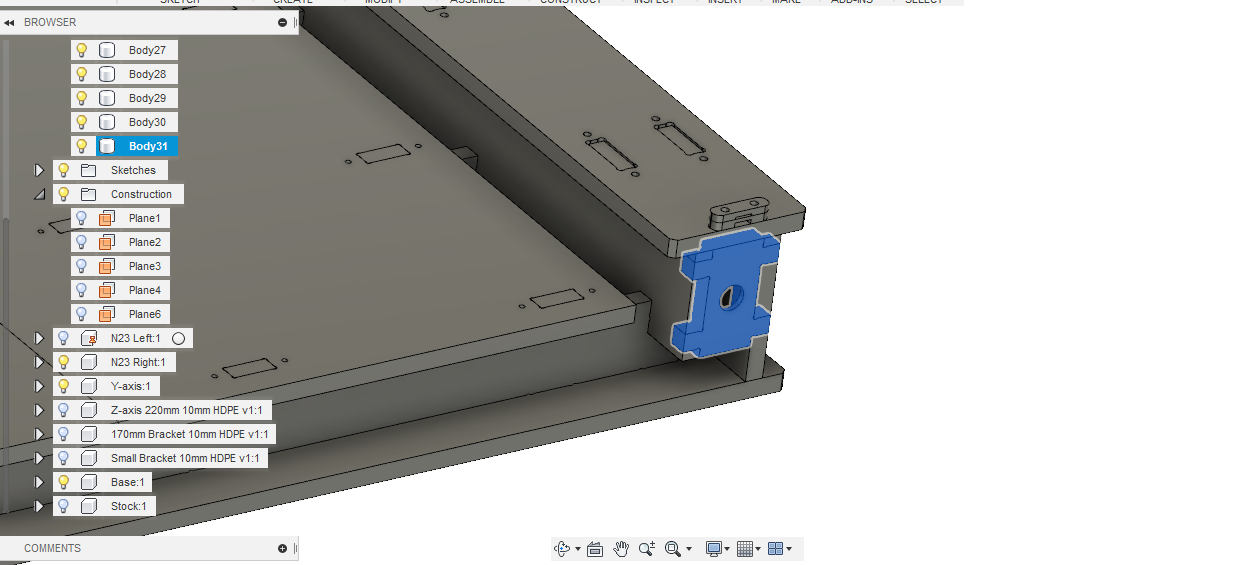 SKETCH CREATE MODIFY ASSEMBLE CONSTRUCT INSPECT INSERT MAKE ADD-INS SELECT
BROWSER
Body27
Body28
Body29
Body30
Body31
Sketches
Construction
Plane1
Plane2
Plane3
Plane4
Plane6
N23 Left:1
N23 Right:1
Y-axis:1
Z-axis 220mm 10mm HDPE v1:1
170mm Bracket 10mm HDPE v1:1
Small Bracket 10mm HDPE v1:1
Base:1
Stock:1
COMMENTS